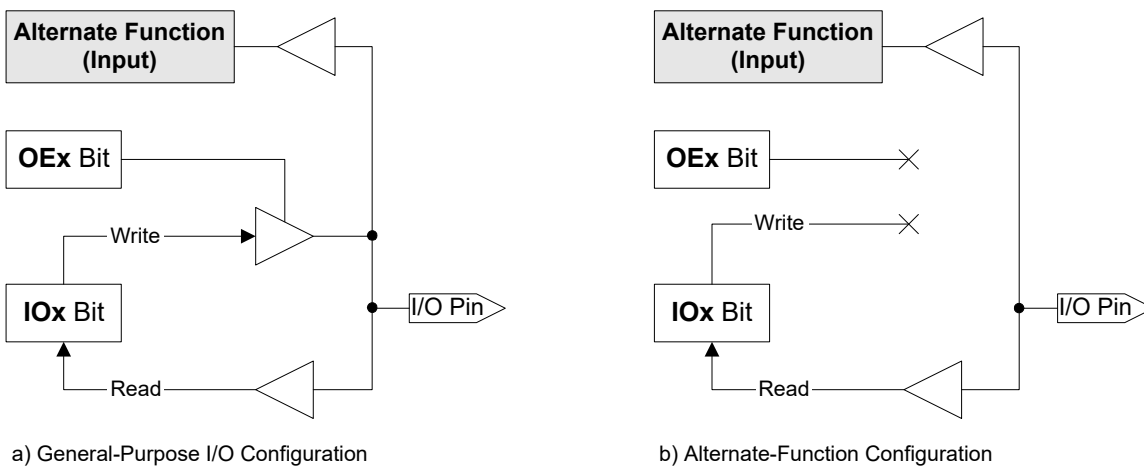 Alternate Function
(Input)
OEx Bit
Write
IOx Bit
I/O Pin
Read
a) General-Purpose I/O Configuration
Alternate Function
(Input)
OEx Bit
Write
IOx Bit
I/O Pin
Read
b) Alternate-Function Configuration